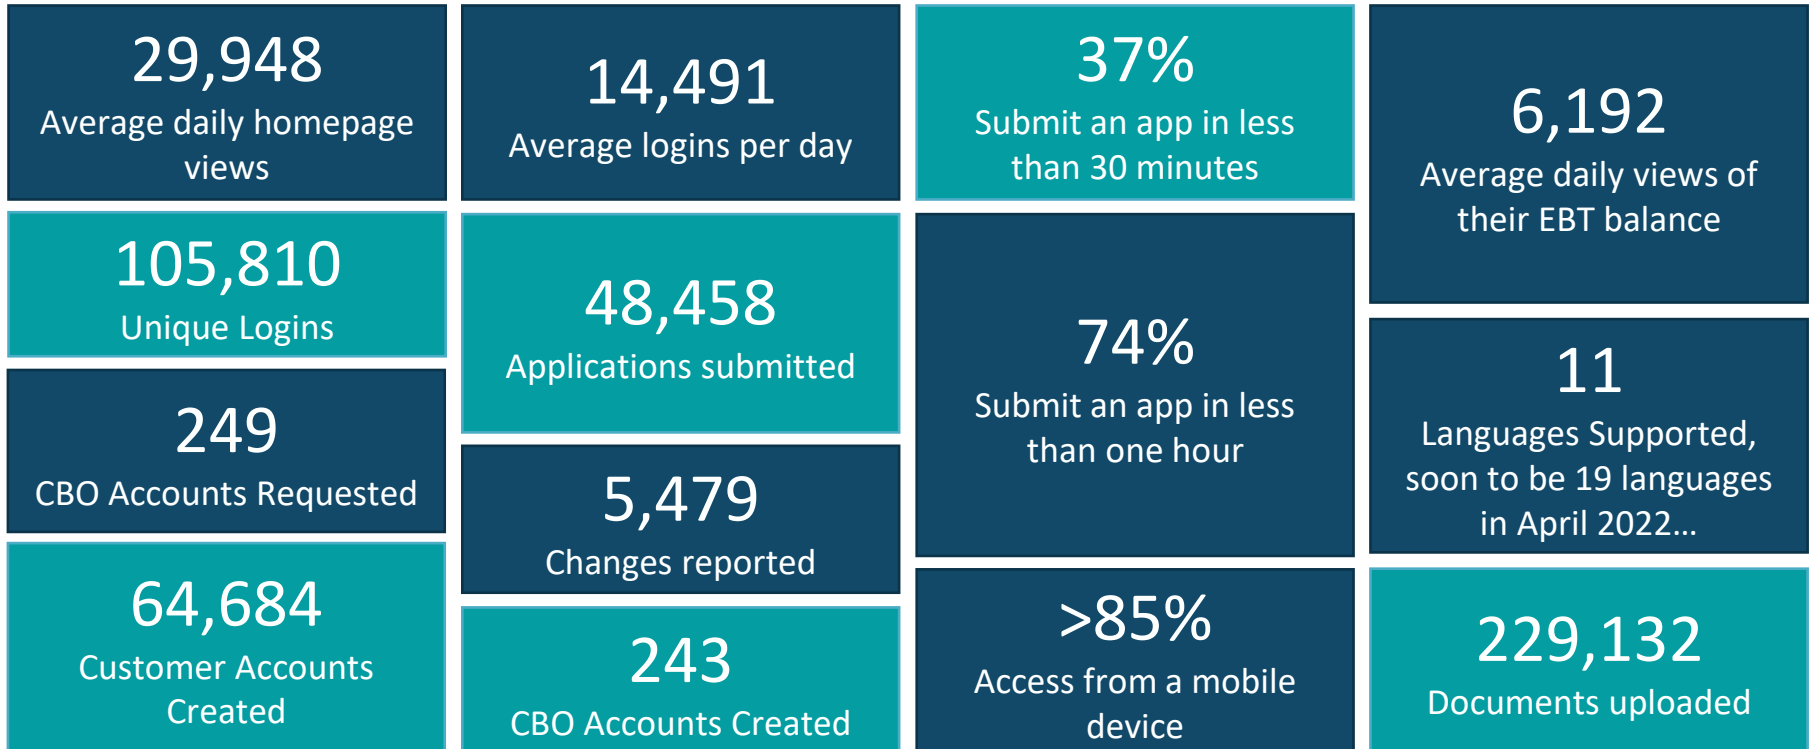 29,948
Average daily homepage
views
105,810
Unique Logins
249
CBO Accounts Requested
64,684
Customer Accounts
Created
14,491
Average logins per day
48,458
Applications submitted
5,479
Changes reported
243
CBO Accounts Created
37%
Submit an app in less
than 30 minutes
74%
Submit an app in less
than one hour
>85%
Access from a mobile
device
6,192
Average daily views of
their EBT balance
11
Languages Supported,
soon to be 19 languages
in April 2022…
229,132
Documents uploaded